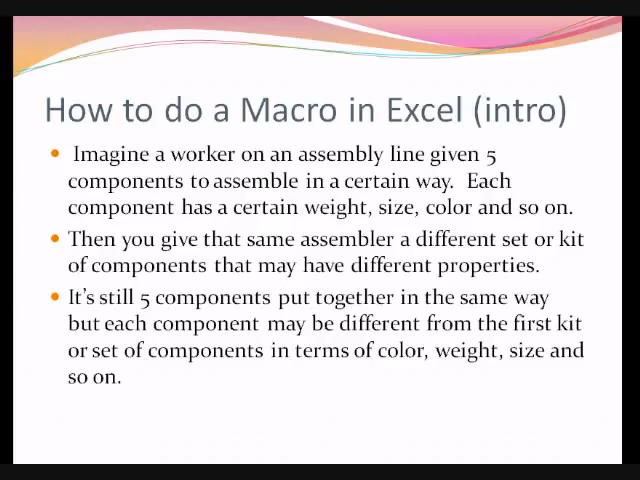 How to do a Macro in Excel (intro)
• Imagine a worker on an assembly line given 5
components to assemble in a certain way. Each
component has a certain weight, size, color and so on.
• Then you give that same assembler a different set or kit
of components that may have different properties.
• It's still 5 components put together in the same way
but each component may be different from the first kit
or set of components in terms of color, weight, size and
so on.